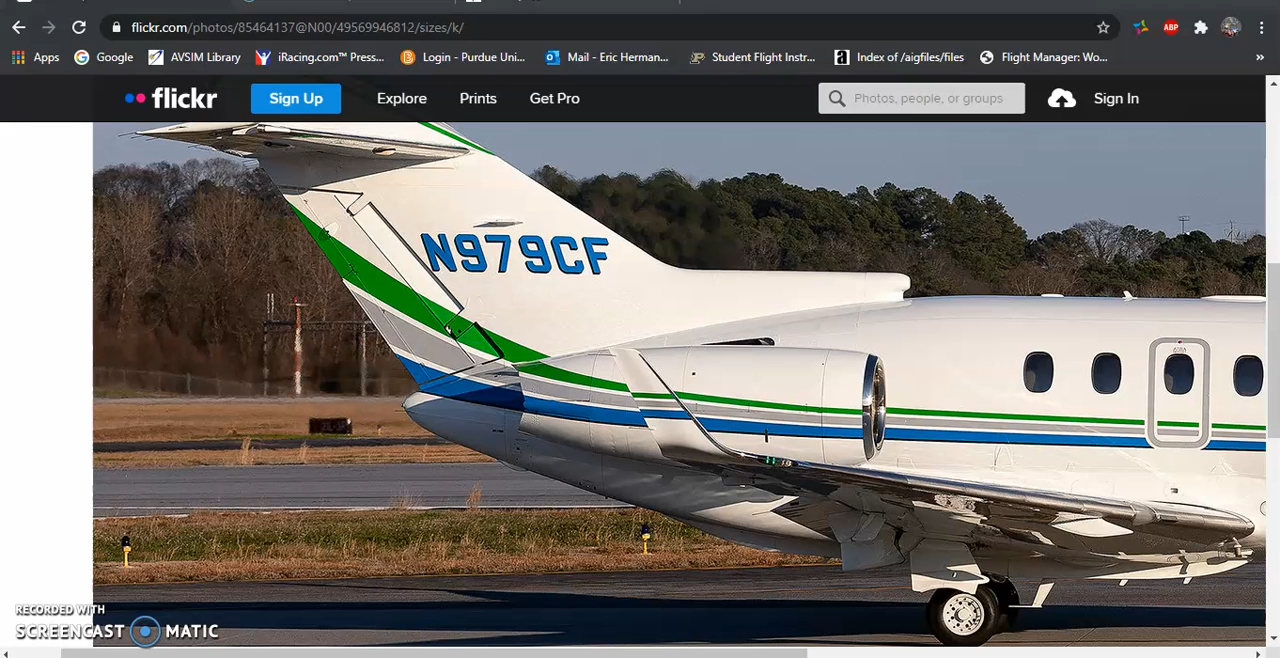 flickr.com/photos/85464137@N00/49569946812/sizes/k/
ABP
Apps Google AVSIM Library iRacing.com™ Press... Login - Purdue Uni... Mail - Eric Herman... Student Flight Instr... Index of /aigfiles/files Flight Manager: Wo... »
flickr Sign Up Explore Prints Get Pro Photos, people, or groups Sign In
N979CF
RECORDED WITH
SCREENCAST MATIC